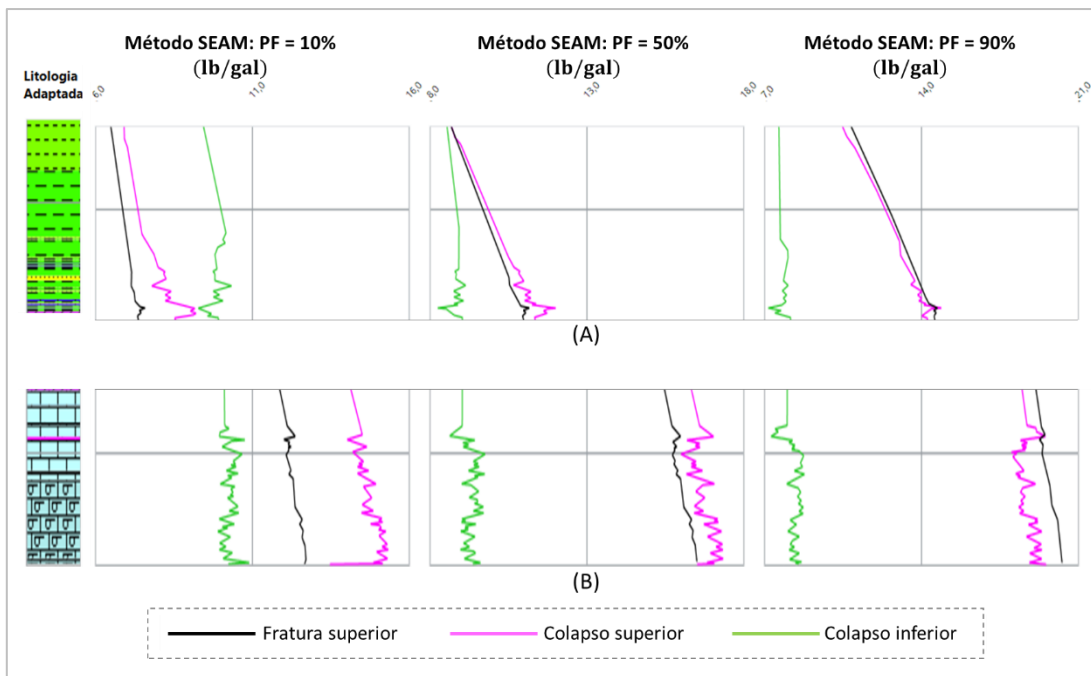 Método SEAM: PF = 10%
(lb/gal)
Método SEAM: PF = 50%
(lb/gal)
Método SEAM: PF = 90%
(lb/gal)
Litologia
Adaptada
6,0
11,0
16,0
8,0
13,0
18,0
7,0
14,0
21,0
(A)
(B)
Fratura superior
Colapso superior
Colapso inferior